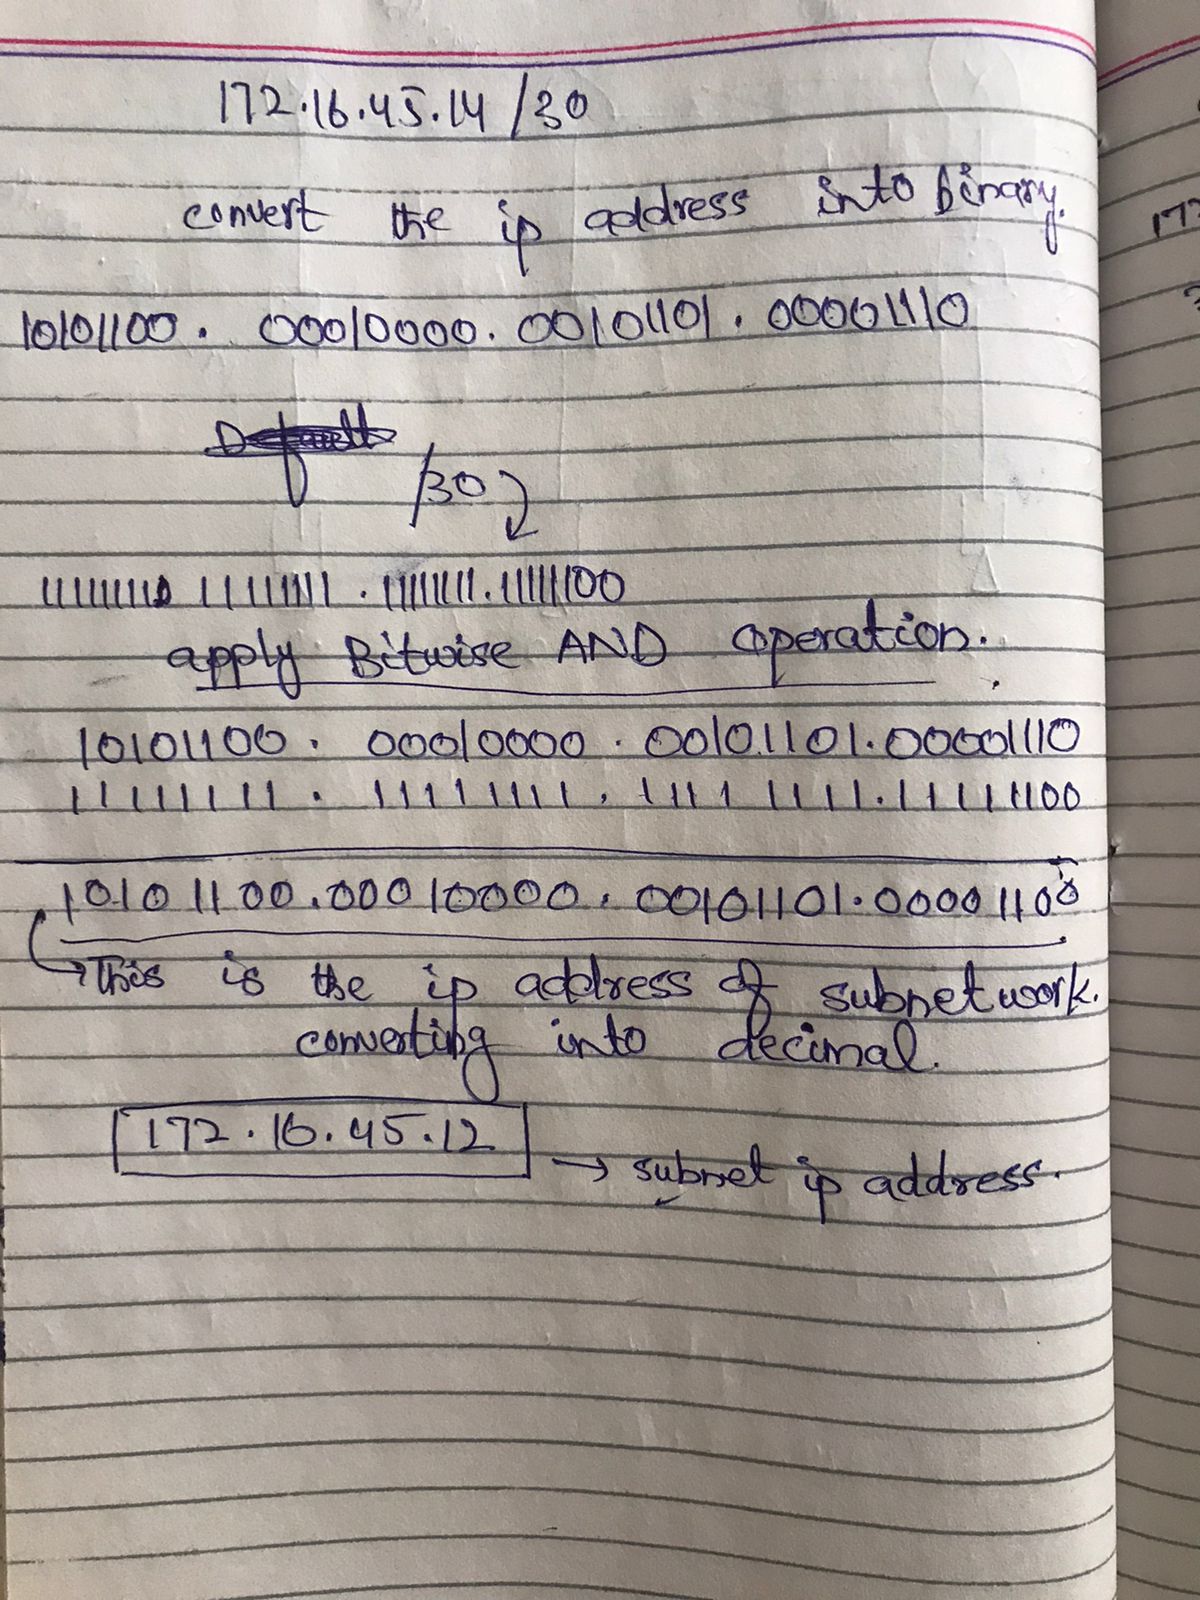 172.16.45.14 /30
convert the ip address into binary.
10101100. 00010000. 00101101. 00001110
/30
11111111 11111111.11111111.11111100
apply Bitwise AND operation.
10101100. 00010000. 00101101.00001110
11111111. 11111111. 11111111.11111100
10101100.00010000. 00101101.00001100
This is the ip address of subnetwork.
converting into decimal.
172.16.45.12
→ subnet ip address.